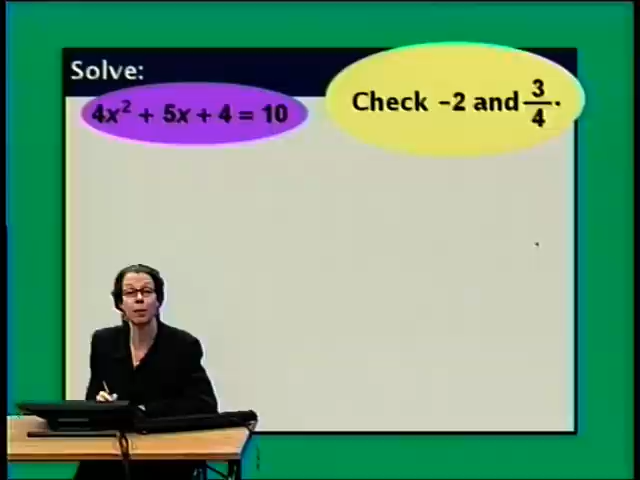 Solve:
4x² + 5x + 4 = 10
Check -2 and 3/4.